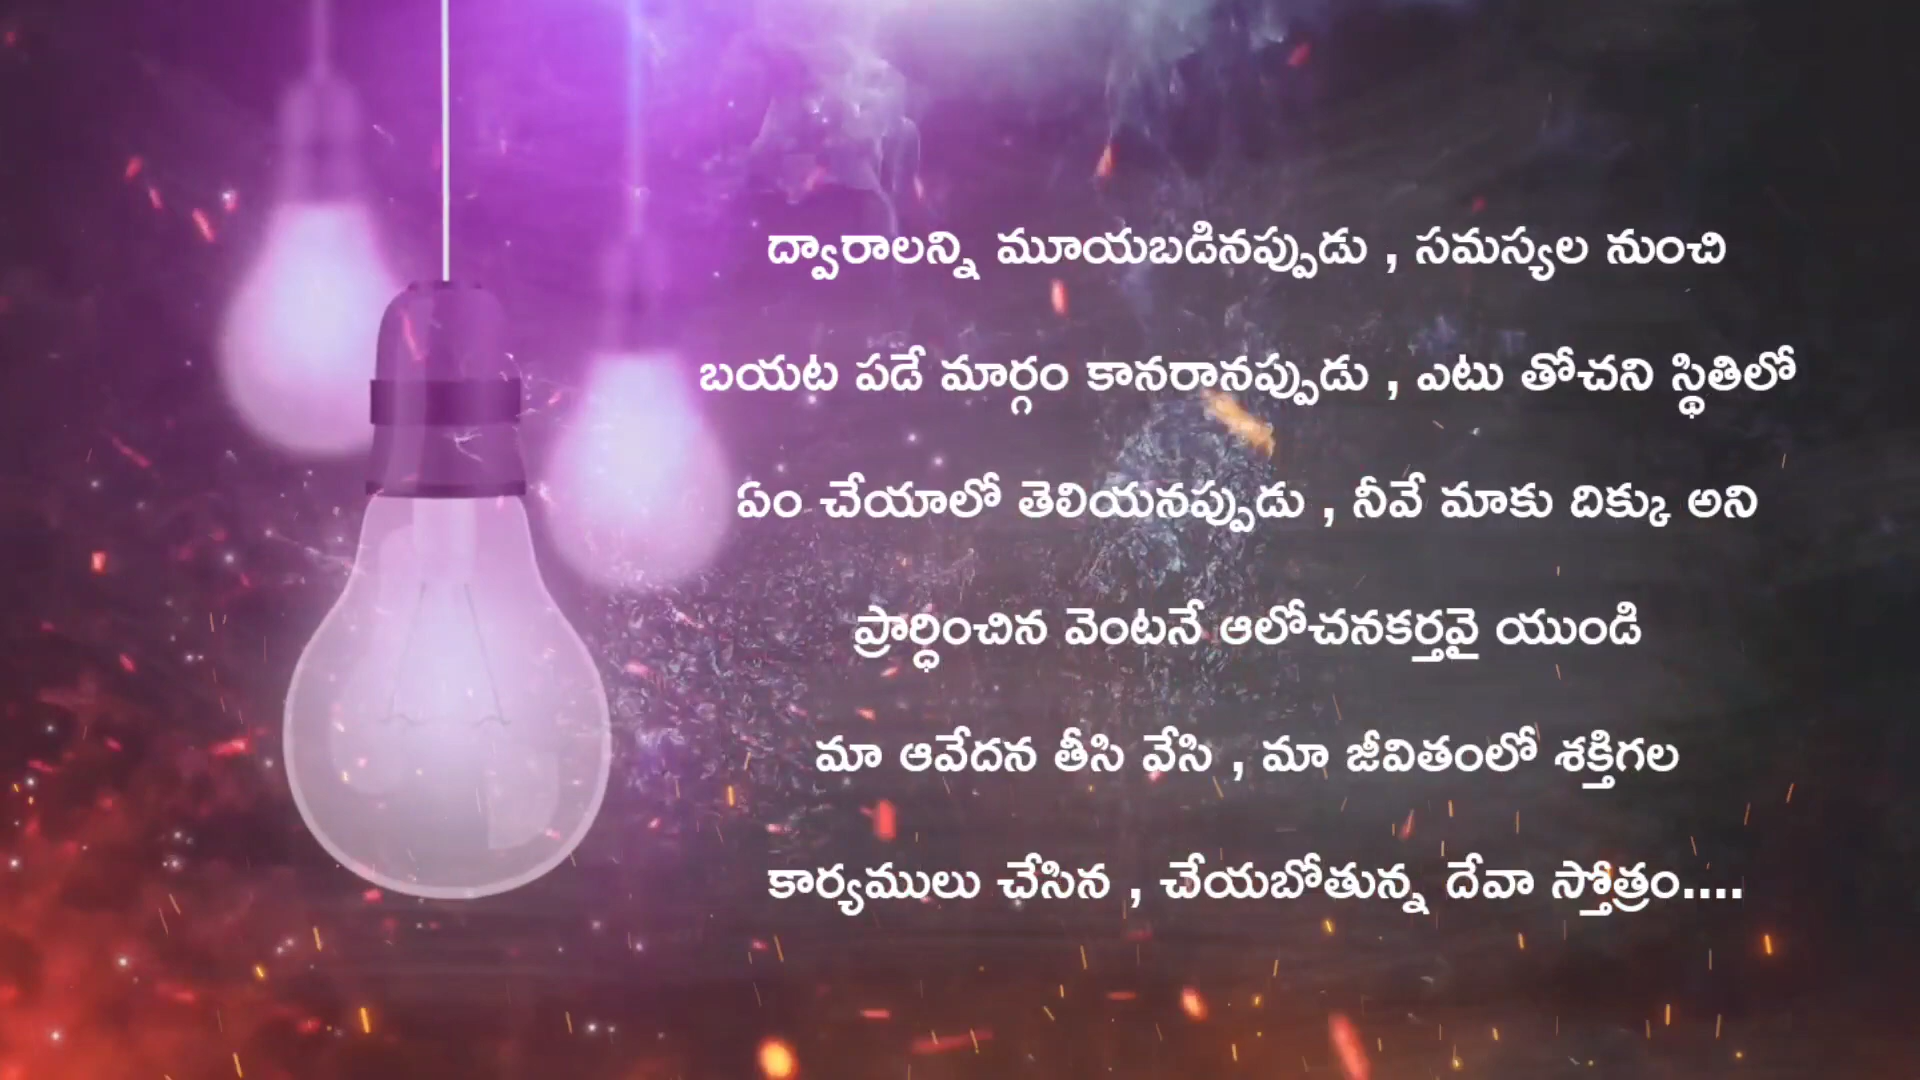 ద్వారాలన్ని మూయబడినప్పుడు , సమస్యల నుంచి
బయట పడే మార్గం కానరానప్పుడు , ఎటు తోచని స్థితిలో
ఏం చేయాలో తెలియనప్పుడు , నీవే మాకు దిక్కు అని
ప్రార్ధించిన వెంటనే ఆలోచనకర్తవై యుండి
మా ఆవేదన తీసి వేసి , మా జీవితంలో శక్తిగల
కార్యములు చేసిన , చేయబోతున్న దేవా స్తోత్రం....